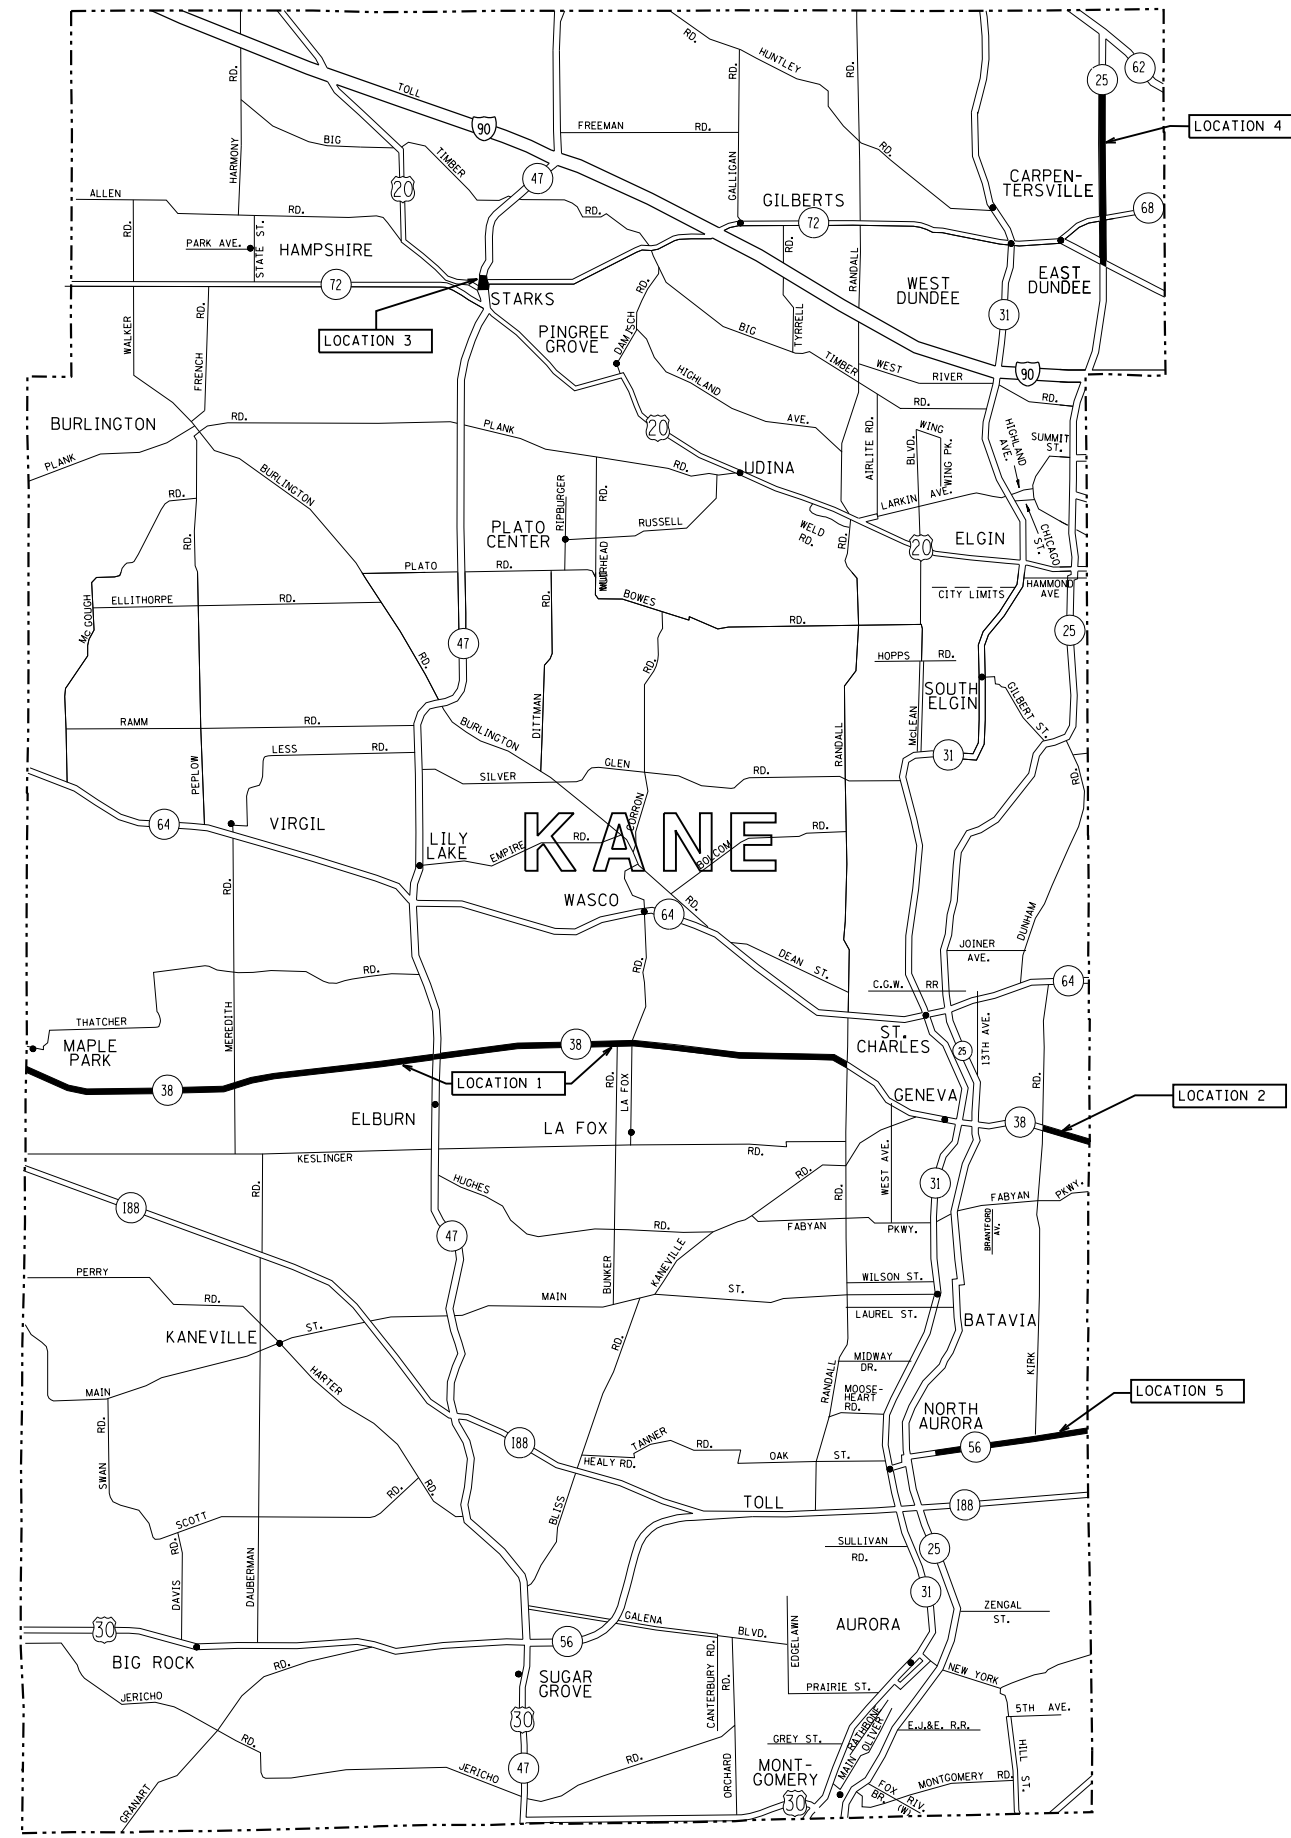 RD.
HUNTLEY
62
25
TOLL
90
RD.
RD.
RD.
RD.
FREEMAN
RD.
LOCATION 4
BIG
TIMBER
HARMONY
GALLIGAN
RD.
CARPEN-
TERSVILLE
20
47
ALLEN
RD.
RD.
GILBERTS
72
68
RD.
STATE ST.
PARK AVE.
HAMPSHIRE
RD.
RANDALL
WEST
DUNDEE
EAST
DUNDEE
72
STARKS
RD.
31
LOCATION 3
PINGREE
GROVE
DAMISCH
BIG
TYRRELL
WALKER
RD.
FRENCH
TIMBER
WEST
RIVER
90
HIGHLAND
AVE.
RD.
RD.
BURLINGTON
RD.
PLANK
20
AIRLITE RD.
BLVD.
WING
WING PK.
HIGHLAND
AVE.
SUMMIT
ST.
PLANK
BURLINGTON
RD.
UDINA
RD.
RD.
RIPBURGER
RD.
LARKIN
AVE.
PLATO
CENTER
RUSSELL
WELD
RD.
RD.
ELGIN
CHICAGO
ST.
20
RD.
PLATO
RD.
MUIRHEAD
CITY LIMITS
HAMMOND
AVE
ELLITHORPE
RD.
RD.
BOWES
RD.
McGOUGH
47
25
RD.
RD.
HOPPS
RD.
SOUTH
ELGIN
GILBERT ST.
RAMM
RD.
DITTMAN
BURLINGTON
McLEAN
LESS
RD.
RANDALL
31
PEPLOW
SILVER
GLEN
RD.
RD.
64
VIRGIL
LILY
LAKE
KANE
CORRON
EMPIRE
RD.
BOLCOM
RD.
RD.
WASCO
64
RD.
DUNHAM
JOINER
AVE.
DEAN
ST.
RD.
RD.
C.G.W.
RR
64
THATCHER
MEREDITH
13TH AVE.
MAPLE
PARK
38
ST.
CHARLES
25
38
LOCATION 1
RD.
LA FOX
RD.
GENEVA
LOCATION 2
ELBURN
LA FOX
38
KESLINGER
RD.
WEST AVE.
RD.
HUGHES
RD.
RD.
31
FABYAN
PKWY.
I88
47
RD.
FABYAN
PKWY.
BRANTFORD
AV.
KANEVILLE
BUNKER
PERRY
RD.
MAIN
ST.
WILSON ST.
LAUREL ST.
KANEVILLE
ST.
BATAVIA
RD.
HARTER
MIDWAY
DR.
KIRK
MAIN
RANDALL
MOOSE-
HEART
RD.
LOCATION 5
RD.
NORTH
AURORA
I88
TANNER
RD.
HEALY RD.
OAK
ST.
56
SWAN
RD.
RD.
BLISS
TOLL
I88
SCOTT
RD.
SULLIVAN
RD.
25
DAVIS
DAUBERMAN
31
ZENGAL
ST.
30
GALENA
BLVD.
AURORA
56
EDGELAWN
BIG ROCK
RD.
SUGAR
GROVE
CANTERBURY RD.
RD.
NEW YORK
JERICHO
PRAIRIE ST.
5TH AVE.
30
RATHBONE
OLIVER
E.J.&E. R.R.
RD.
GREY ST.
MAIN
JERICHO
RD.
47
ORCHARD
MONT-
GOMERY
MONTGOMERY
RD.
HILL
ST.
GRANART
30
FOX RIV.
BR. (W).